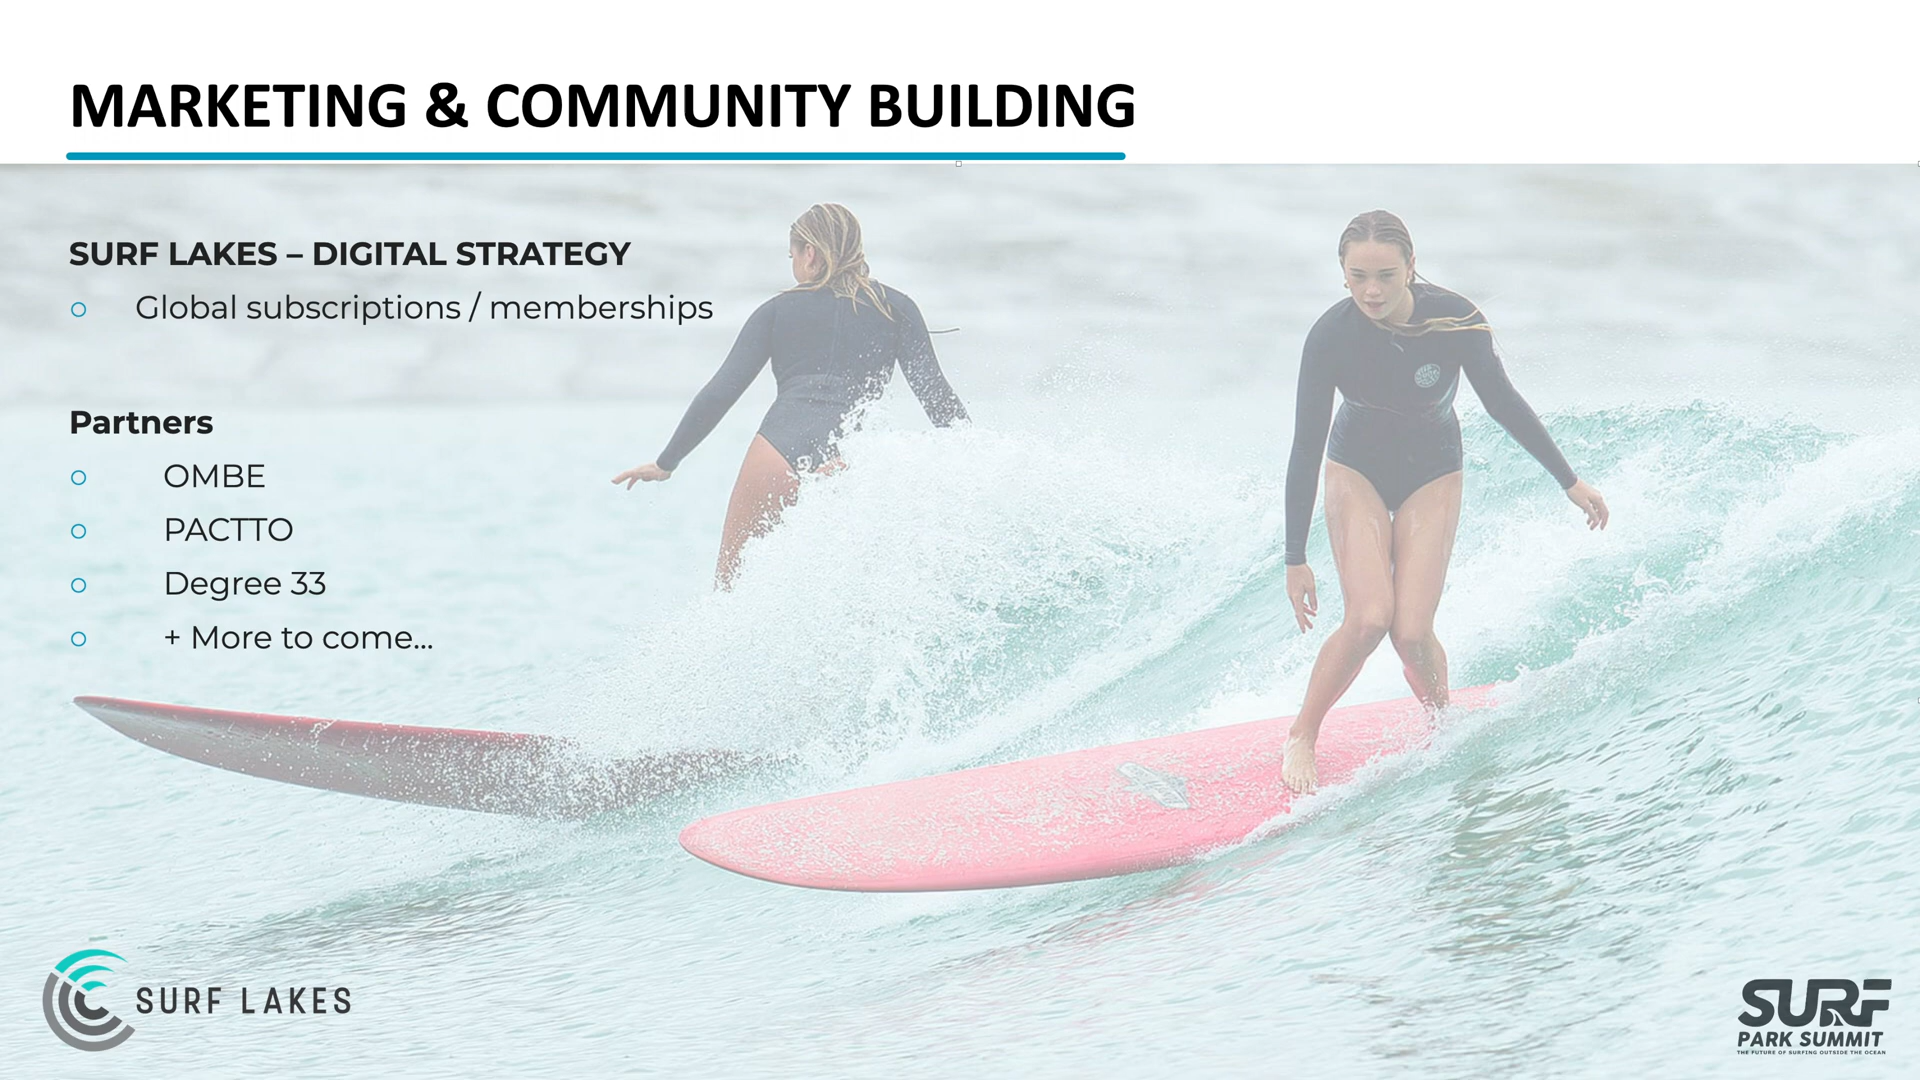 MARKETING & COMMUNITY BUILDING
SURF LAKES – DIGITAL STRATEGY
Global subscriptions / memberships
Partners
OMBE
PACTTO
Degree 33
+ More to come...
SURF LAKES
SURF
PARK SUMMIT
THE FUTURE OF SURFING OUTSIDE THE OCEAN